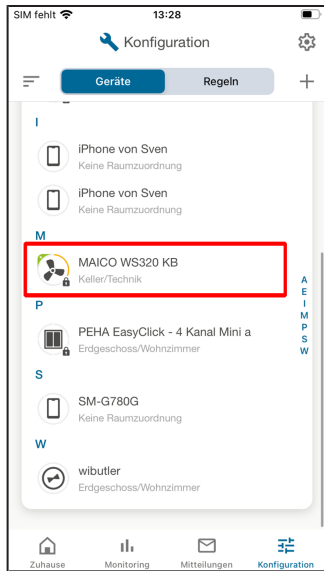 SIM fehlt 13:28
Konfiguration
Geräte Regeln
I
iPhone von Sven
Keine Raumzuordnung
iPhone von Sven
Keine Raumzuordnung
M
MAICO WS320 KB
Keller/Technik
P
PEHA EasyClick - 4 Kanal Mini a
Erdgeschoss/Wohnzimmer
S
SM-G780G
Keine Raumzuordnung
W
wibutler
Erdgeschoss/Wohnzimmer
A
E
I
M
P
S
W
Zuhause Monitoring Mitteilungen Konfiguration